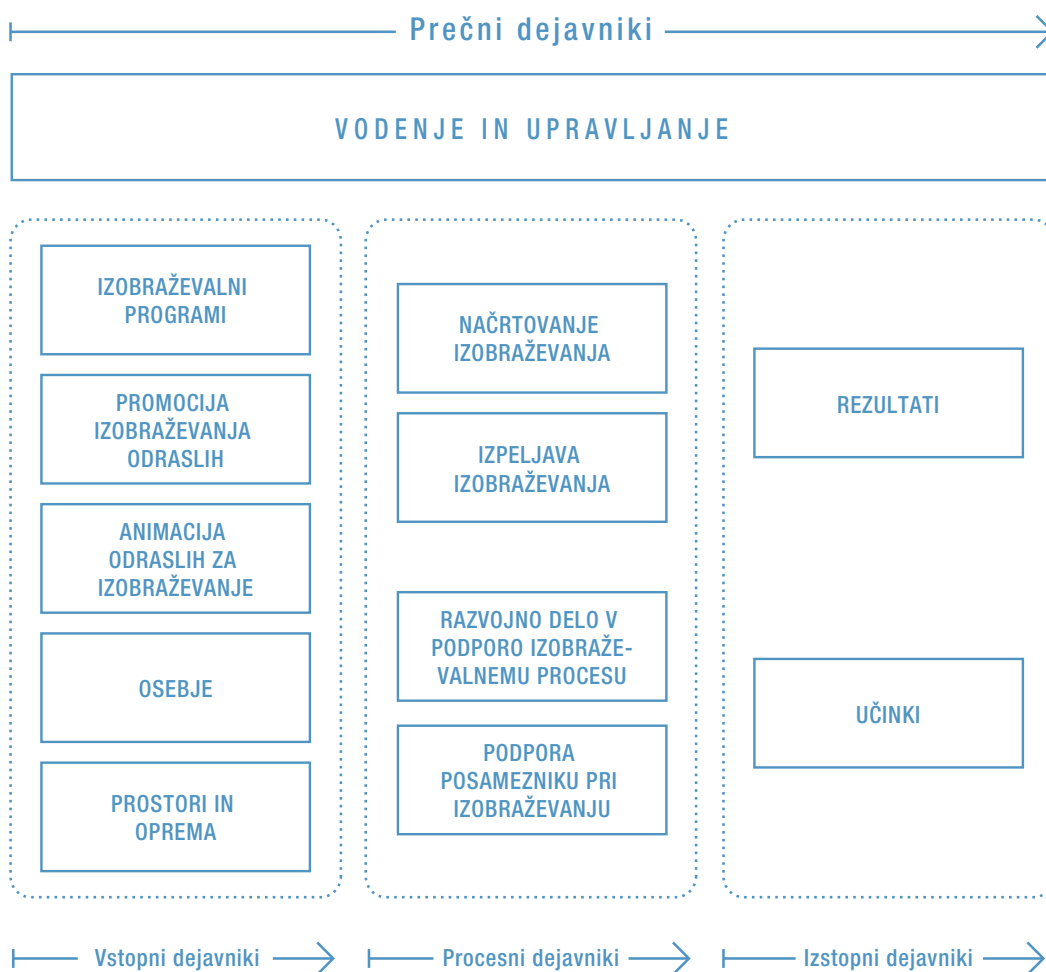 Prečni dejavniki
VODENJE IN UPRAVLJANJE
IZOBRAŽEVALNI
PROGRAMI
PROMOCIJA
IZOBRAŽEVANJA
ODRASLIH
ANIMACIJA
ODRASLIH ZA
IZOBRAŽEVANJE
OSEBJE
PROSTORI IN
OPREMA
NAČRTOVANJE
IZOBRAŽEVANJA
IZPELJAVA
IZOBRAŽEVANJA
RAZVOJNO DELO V
PODPORO IZOBRAŽE-
VALNEMU PROCESU
PODPORA
POSAMEZNIKU PRI
IZOBRAŽEVANJU
REZULTATI
UČINKI
Vstopni dejavniki
Procesni dejavniki
Izstopni dejavniki